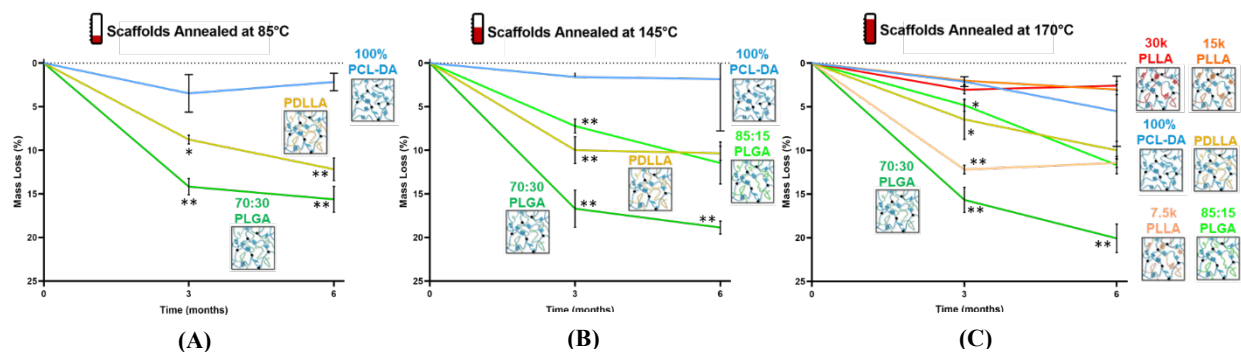 Scaffolds Annealed at 85°C
0
5
10
15
20
25
Mass Loss (%)
0
3
6
Time (months)
100%
PCL-DA
PDLLA
70:30
PLGA
*
**
**
**
(A)
Scaffolds Annealed at 145°C
0
5
10
15
20
25
Mass Loss (%)
0
3
6
Time (months)
100%
PCL-DA
85:15
PLGA
PDLLA
70:30
PLGA
**
**
**
**
(B)
Scaffolds Annealed at 170°C
0
5
10
15
20
25
Mass Loss (%)
0
3
6
Time (months)
70:30
PLGA
*
*
**
**
**
30k
PLLA
15k
PLLA
100%
PCL-DA
PDLLA
7.5k
PLLA
85:15
PLGA
(C)